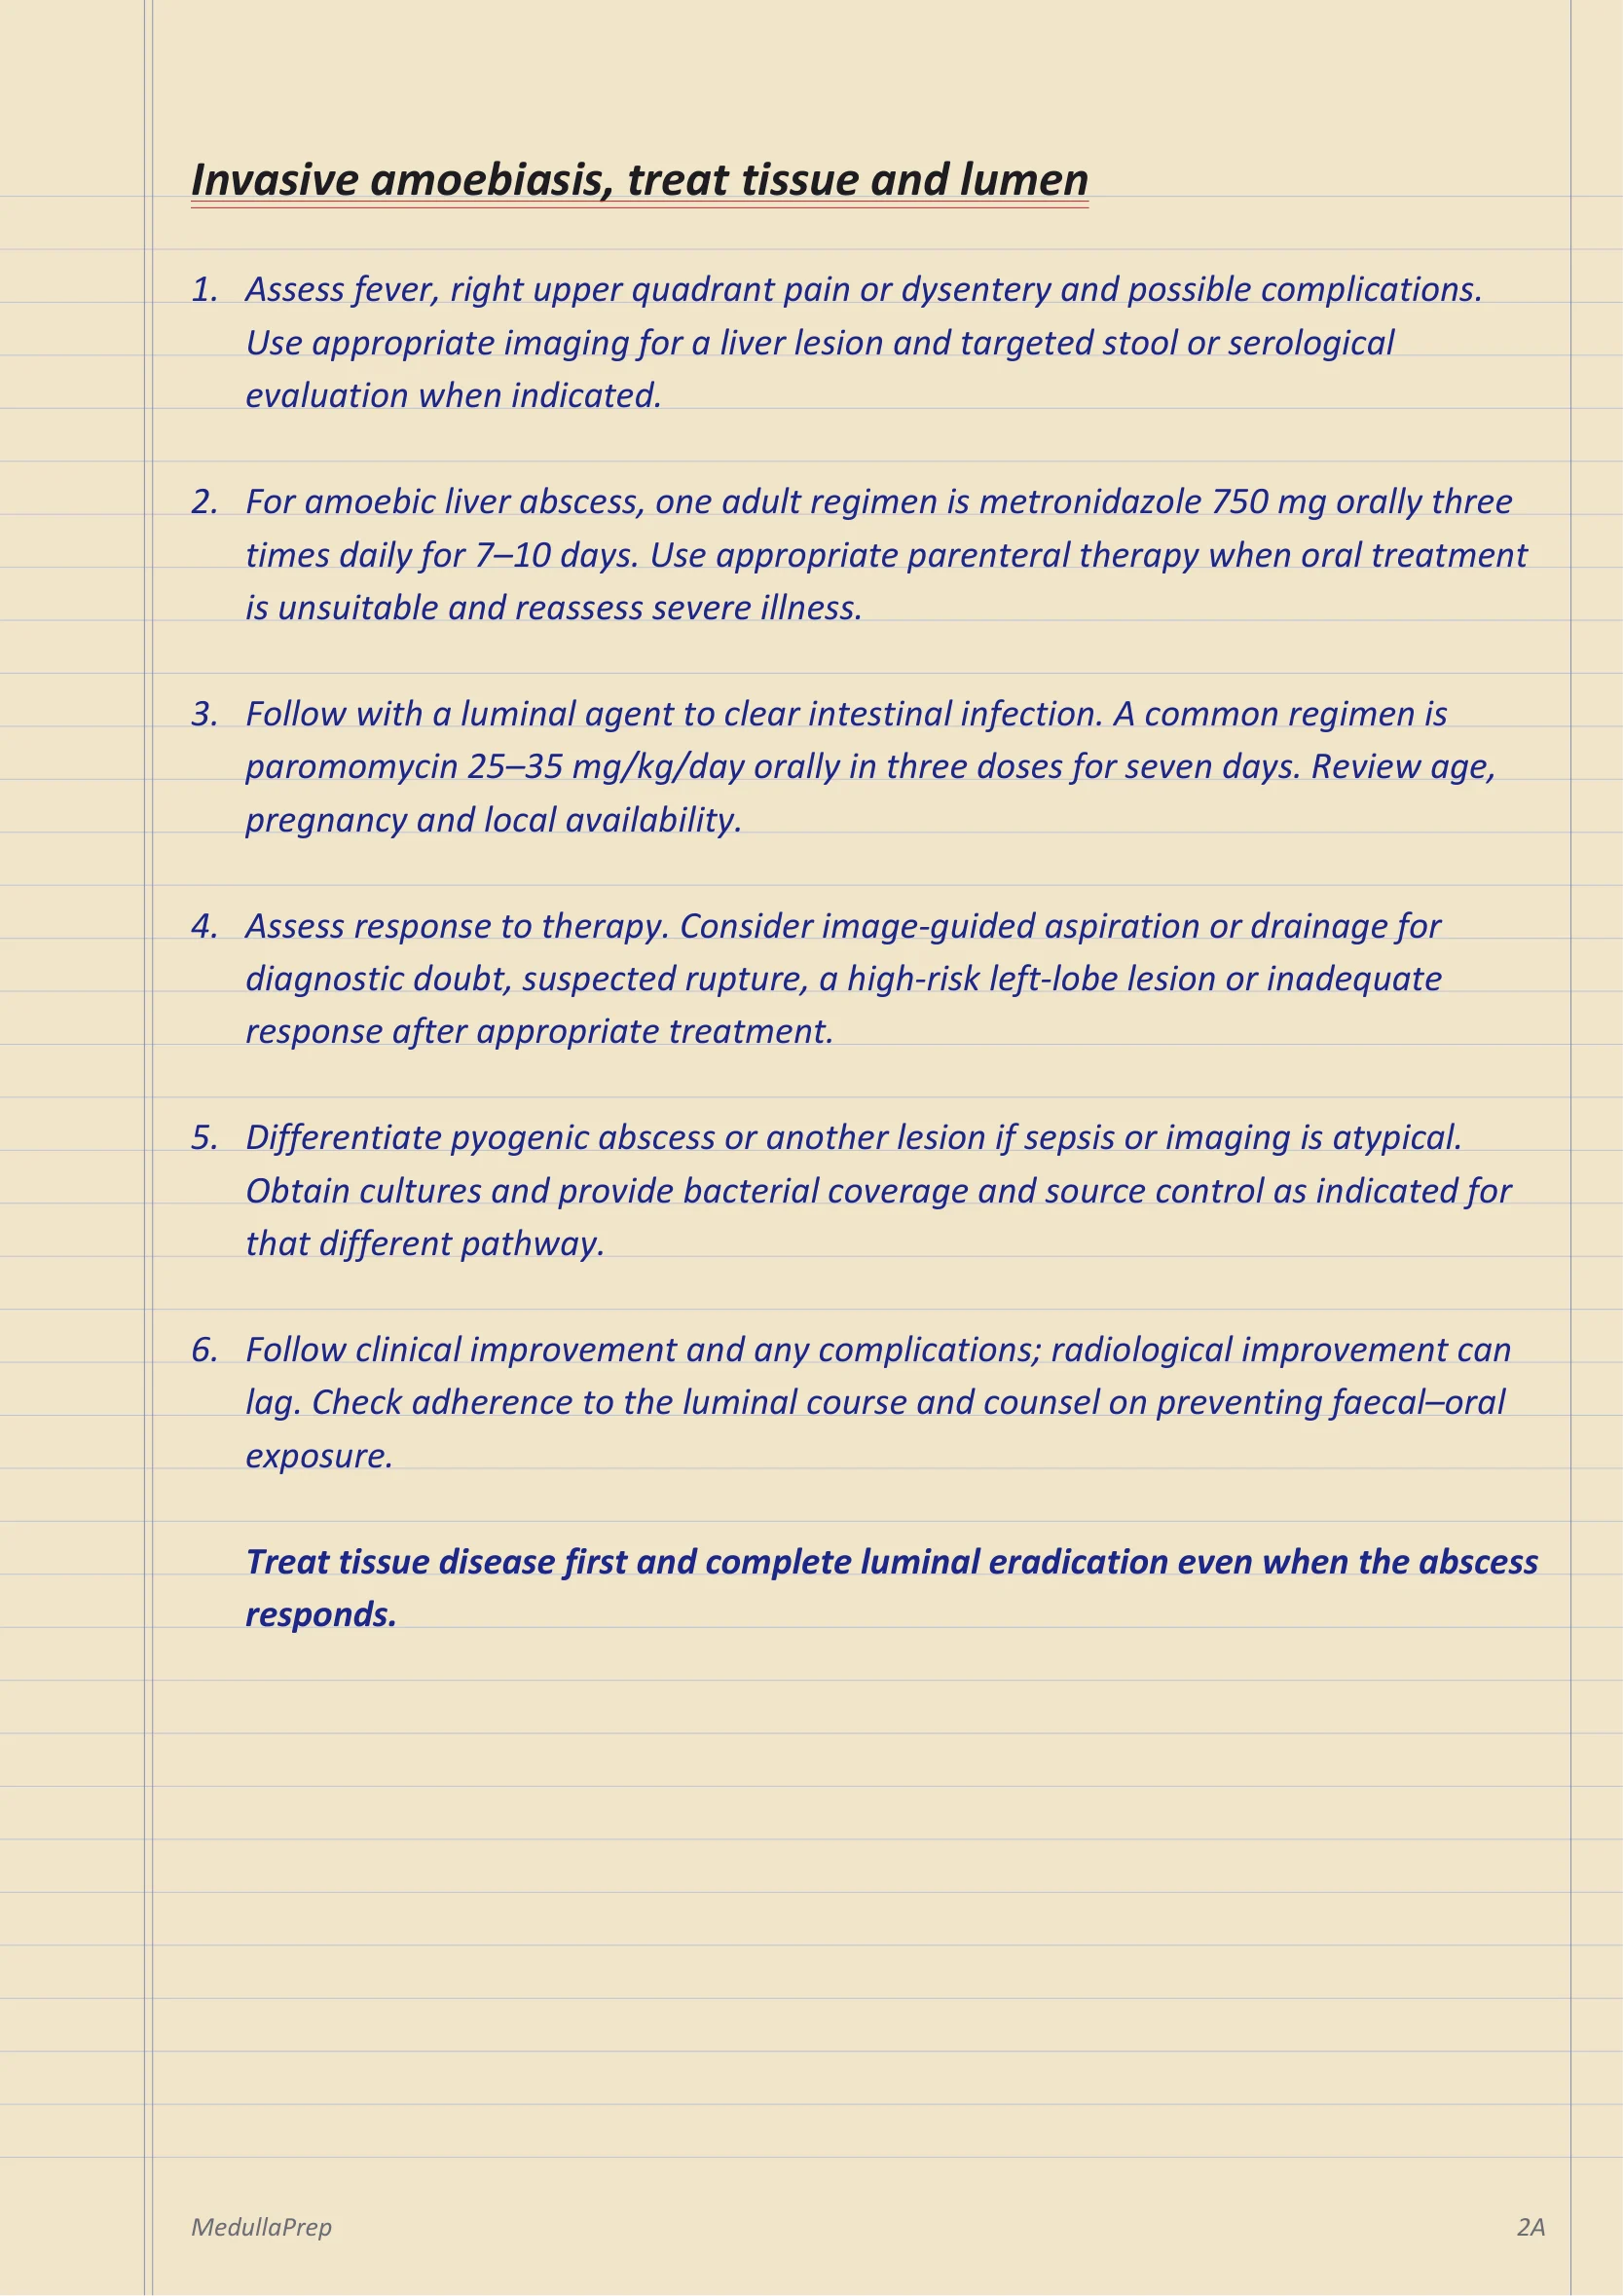 Invasive amoebiasis, treat tissue and lumen
1. Assess fever, right upper quadrant pain or dysentery and possible complications.
Use appropriate imaging for a liver lesion and targeted stool or serological
evaluation when indicated.
2. For amoebic liver abscess, one adult regimen is metronidazole 750 mg orally three
times daily for 7–10 days. Use appropriate parenteral therapy when oral treatment
is unsuitable and reassess severe illness.
3. Follow with a luminal agent to clear intestinal infection. A common regimen is
paromomycin 25–35 mg/kg/day orally in three doses for seven days. Review age,
pregnancy and local availability.
4. Assess response to therapy. Consider image-guided aspiration or drainage for
diagnostic doubt, suspected rupture, a high-risk left-lobe lesion or inadequate
response after appropriate treatment.
5. Differentiate pyogenic abscess or another lesion if sepsis or imaging is atypical.
Obtain cultures and provide bacterial coverage and source control as indicated for
that different pathway.
6. Follow clinical improvement and any complications; radiological improvement can
lag. Check adherence to the luminal course and counsel on preventing faecal–oral
exposure.
Treat tissue disease first and complete luminal eradication even when the abscess
responds.
MedullaPrep
2A